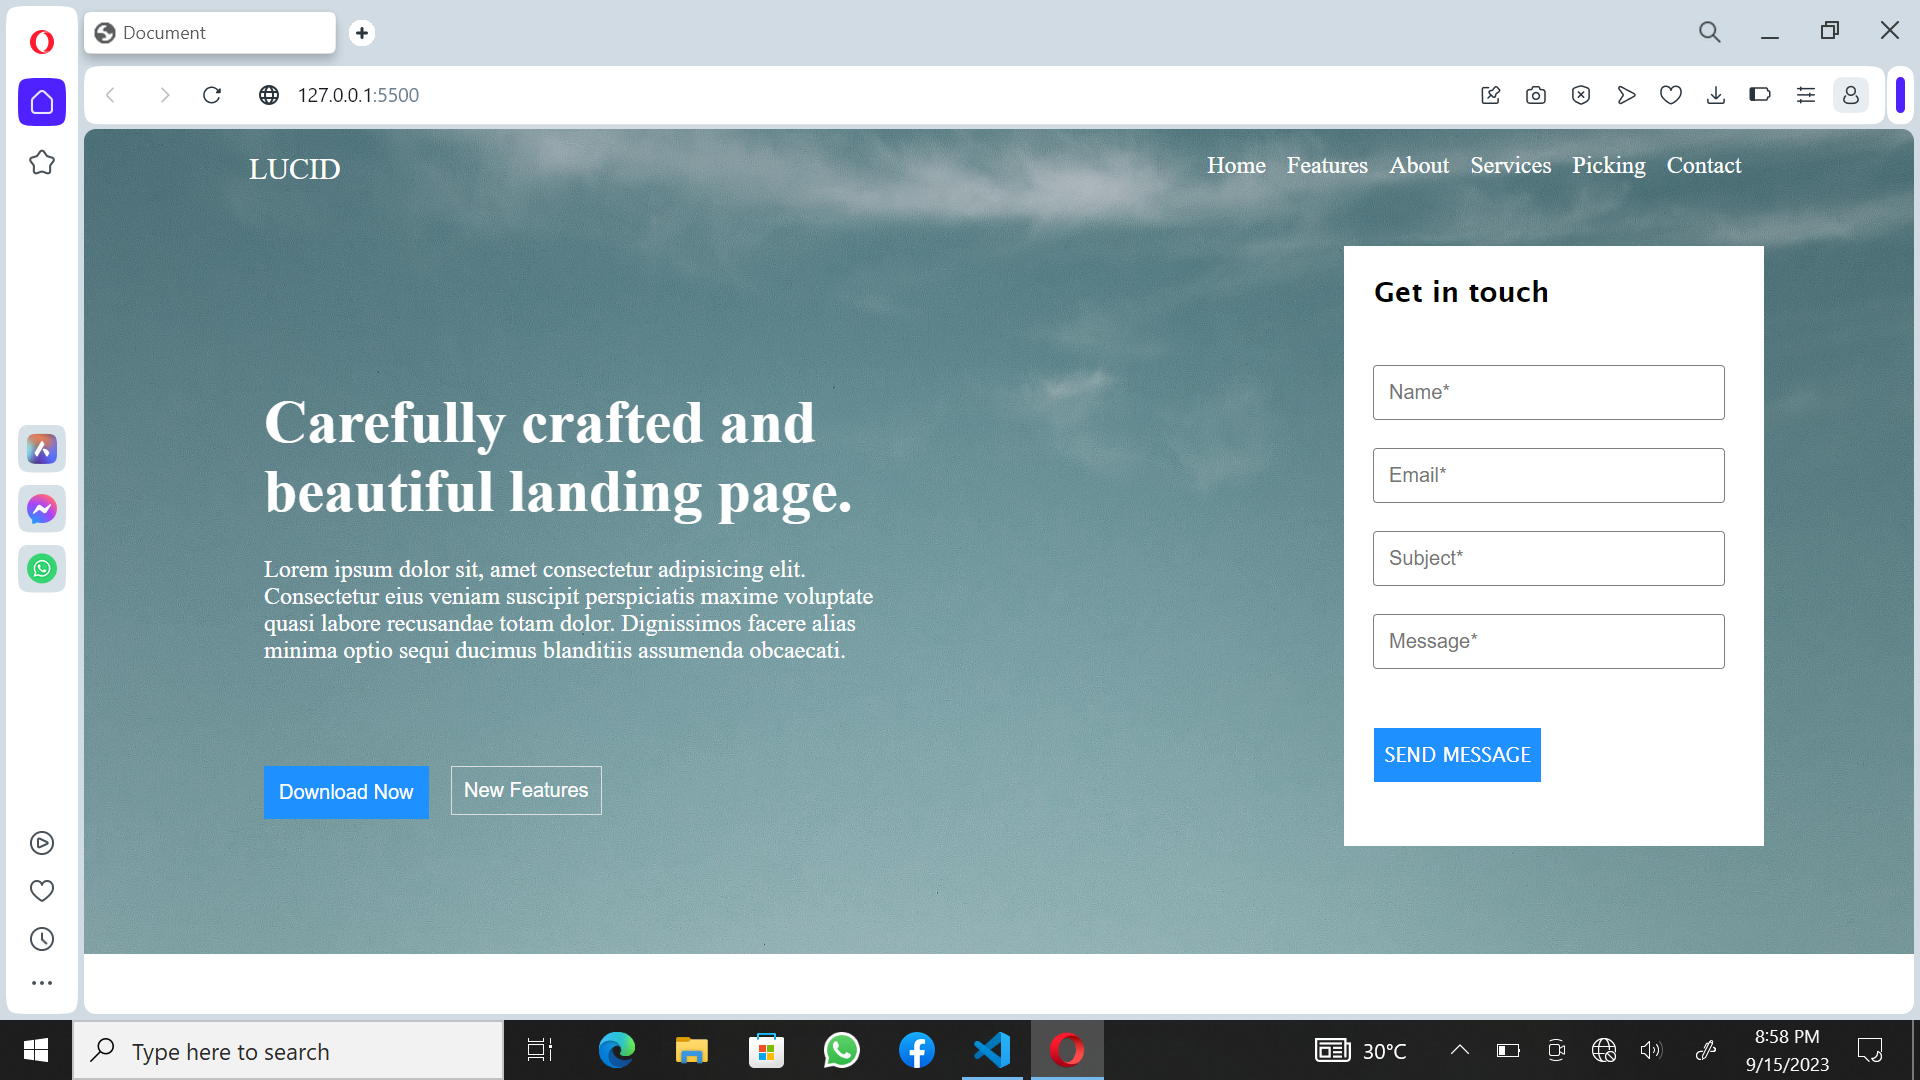 Document
127.0.0.1:5500
LUCID
Home Features About Services Picking Contact
Carefully crafted and
beautiful landing page.
Lorem ipsum dolor sit, amet consectetur adipisicing elit.
Consectetur eius veniam suscipit perspiciatis maxime voluptate
quasi labore recusandae totam dolor. Dignissimos facere alias
minima optio sequi ducimus blanditiis assumenda obcaecati.
Download Now
New Features
Get in touch
Name*
Email*
Subject*
Message*
SEND MESSAGE
Type here to search
30°C
8:58 PM
9/15/2023